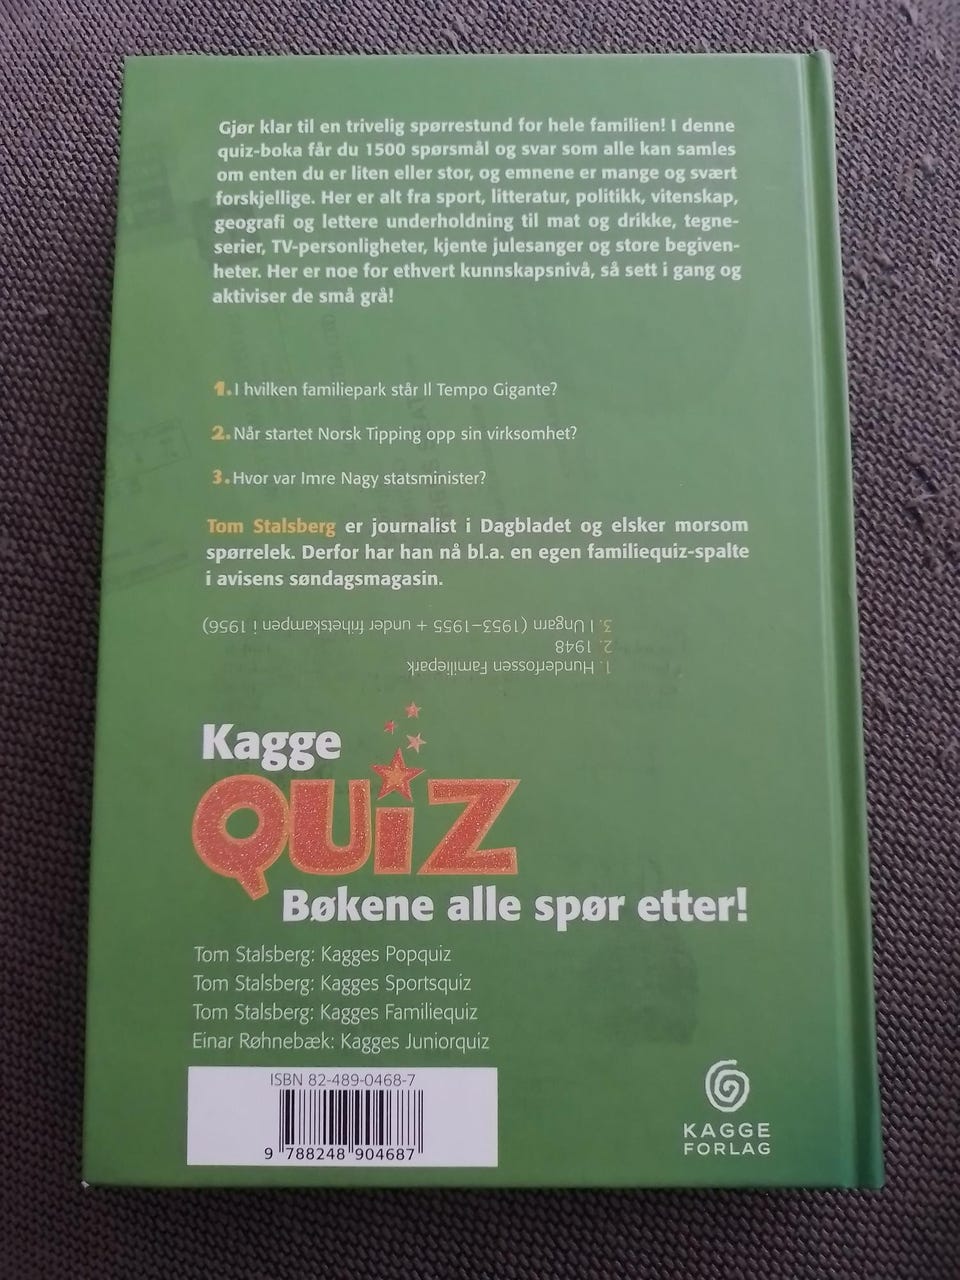 Gjør klar til en trivelig spørrestund for hele familien! I denne
quiz-boka får du 1500 spørsmål og svar som alle kan samles
om enten du er liten eller stor, og emnene er mange og svært
forskjellige. Her er alt fra sport, litteratur, politikk, vitenskap,
geografi og lettere underholdning til mat og drikke, tegne-
serier, TV-personligheter, kjente julesanger og store begiven-
heter. Her er noe for ethvert kunnskapsnivå, så sett i gang og
aktiviser de små grå!
1. I hvilken familiepark står Il Tempo Gigante?
2. Når startet Norsk Tipping opp sin virksomhet?
3. Hvor var Imre Nagy statsminister?
Tom Stalsberg er journalist i Dagbladet og elsker morsom
spørrelek. Derfor har han nå bl.a. en egen familiequiz-spalte
i avisens søndagsmagasin.
1. Hunderfossen Familiepark
2. 1948
3. I Ungarn (1953–1955 + under frihetskampen i 1956)
Kagge
QUiZ
Bøkene alle spør etter!
Tom Stalsberg: Kagges Popquiz
Tom Stalsberg: Kagges Sportsquiz
Tom Stalsberg: Kagges Familiequiz
Einar Røhnebæk: Kagges Juniorquiz
ISBN 82-489-0468-7
9 788248 904687
KAGGE
FORLAG